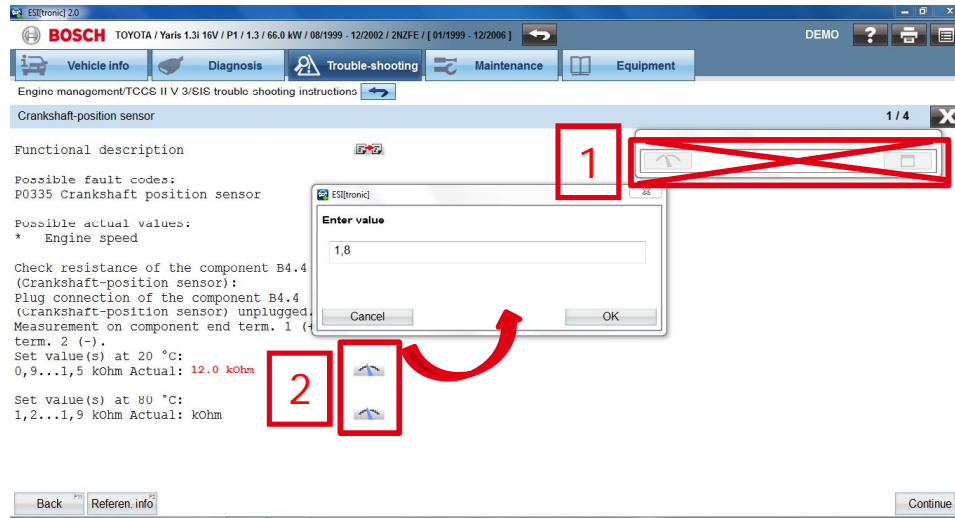 ESI[tronic] 2.0
BOSCH TOYOTA / Yaris 1.3i 16V / P1 / 1.3 / 66.0 kW / 08/1999 - 12/2002 / 2NZFE / [ 01/1999 - 12/2006 ] DEMO ?
Vehicle info Diagnosis Trouble-shooting Maintenance Equipment
Engine management/TCCS II V 3/SIS trouble shooting instructions
Crankshaft-position sensor 1 / 4 X
Functional description
1
Possible fault codes:
P0335 Crankshaft position sensor
Possible actual values:
* Engine speed
Check resistance of the component B4.4
(Crankshaft-position sensor):
Plug connection of the component B4.4
(Crankshaft-position sensor) unplugged.
Measurement on component end term. 1 (+
term. 2 (-).
Set value(s) at 20 °C:
0,9...1,5 kOhm Actual: 12.0 kOhm
Set value(s) at 80 °C:
1,2...1,9 kOhm Actual: kOhm
ESI[tronic]
Enter value
1,8
Cancel OK
2
Back F11 Referen. info F2 Continue